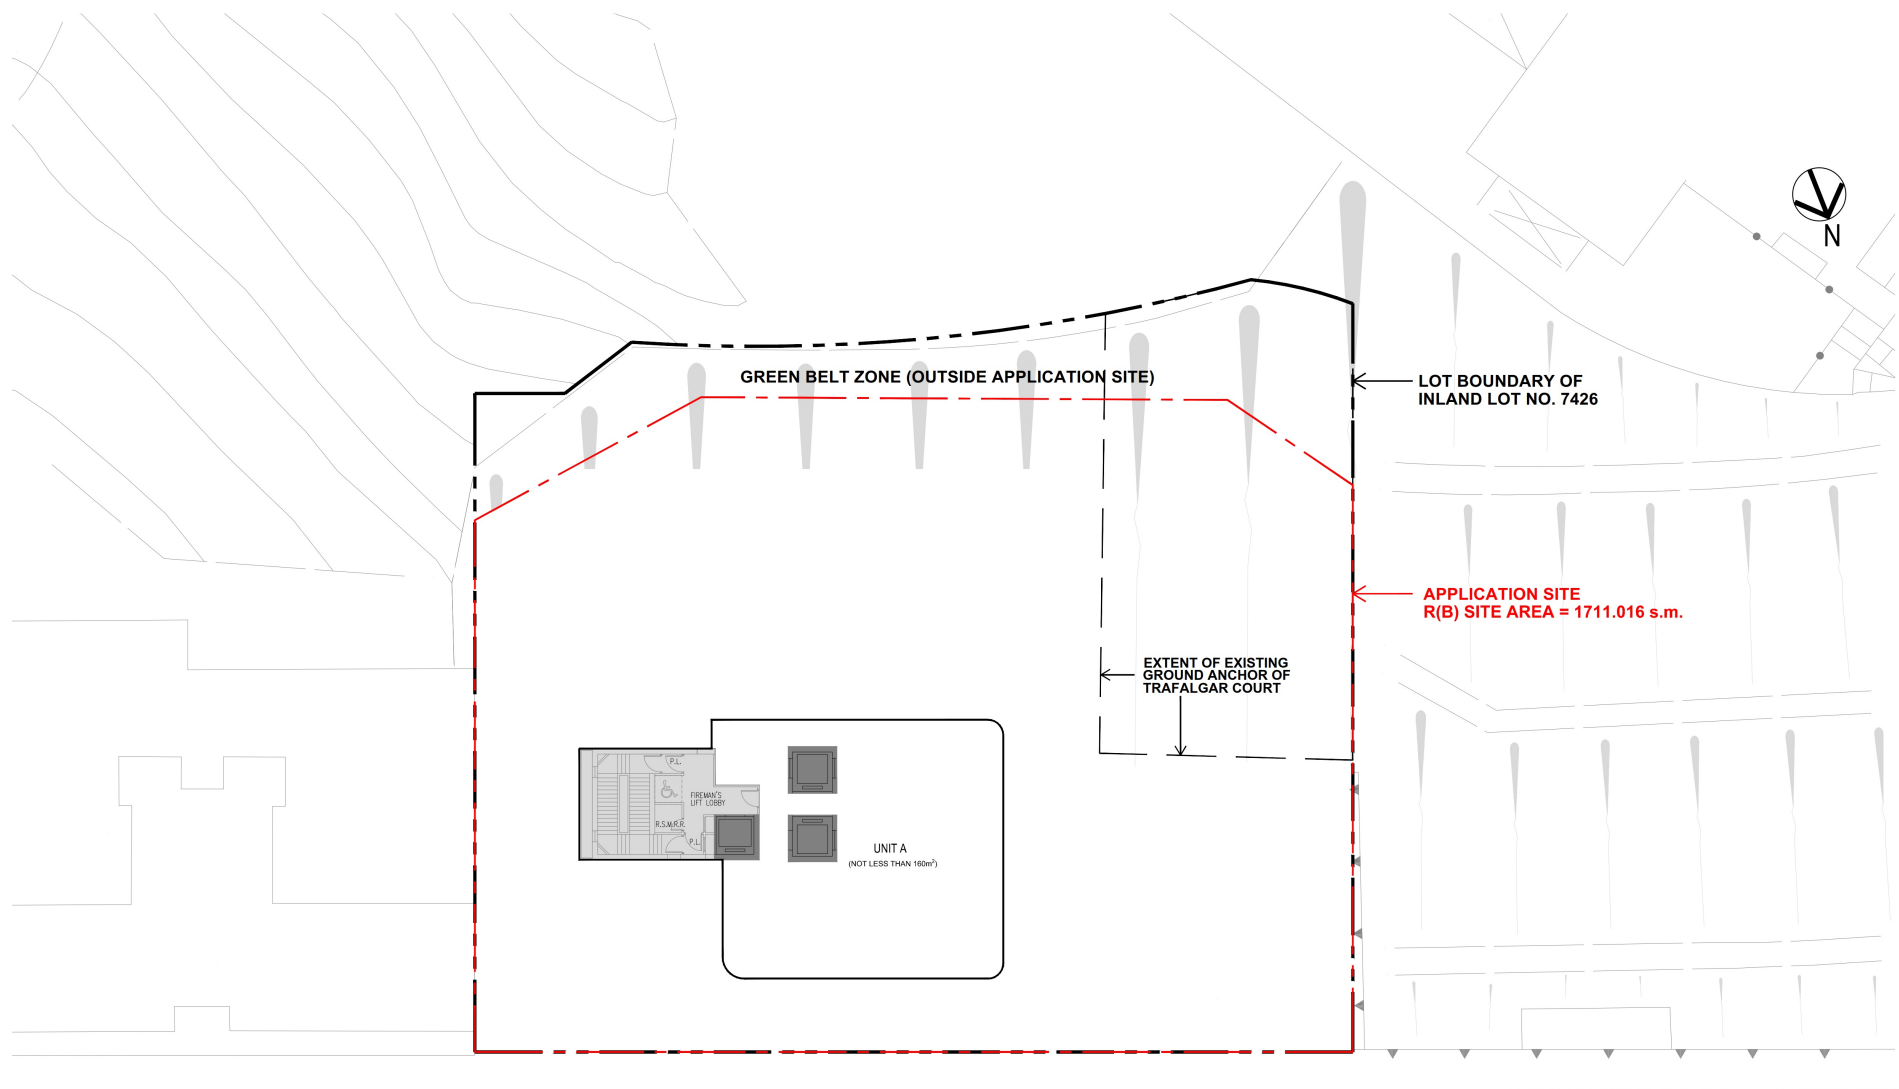 N
GREEN BELT ZONE (OUTSIDE APPLICATION SITE)
LOT BOUNDARY OF
INLAND LOT NO. 7426
APPLICATION SITE
R(B) SITE AREA = 1711.016 s.m.
EXTENT OF EXISTING
GROUND ANCHOR OF
TRAFALGAR COURT
P.L.
FIREMAN'S
LIFT LOBBY
R.S.M.R.R.
P.L.
UNIT A
(NOT LESS THAN 160m²)